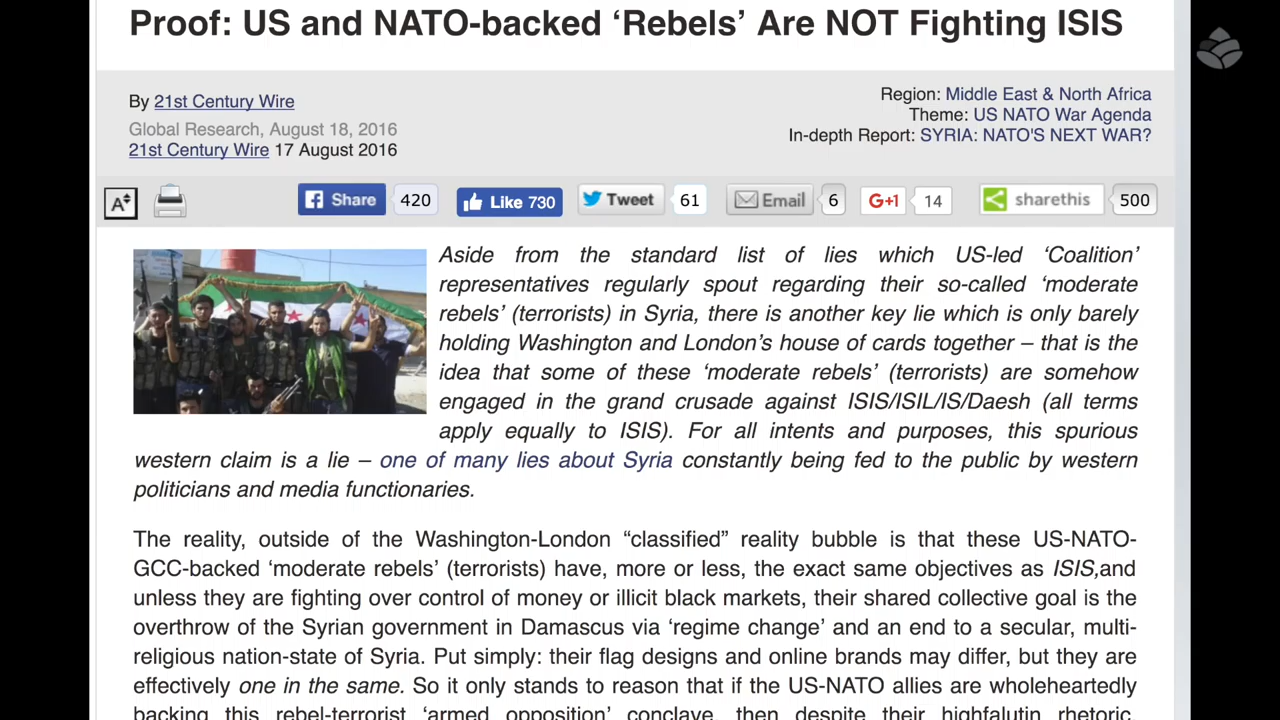 Proof: US and NATO-backed ‘Rebels’ Are NOT Fighting ISIS
By 21st Century Wire
Global Research, August 18, 2016
21st Century Wire 17 August 2016
Region: Middle East & North Africa
Theme: US NATO War Agenda
In-depth Report: SYRIA: NATO'S NEXT WAR?
A
Share 420
Like 730
Tweet 61
Email 6
G+1 14
sharethis 500
Aside from the standard list of lies which US-led ‘Coalition’
representatives regularly spout regarding their so-called ‘moderate
rebels’ (terrorists) in Syria, there is another key lie which is only barely
holding Washington and London’s house of cards together – that is the
idea that some of these ‘moderate rebels’ (terrorists) are somehow
engaged in the grand crusade against ISIS/ISIL/IS/Daesh (all terms
apply equally to ISIS). For all intents and purposes, this spurious
western claim is a lie – one of many lies about Syria constantly being fed to the public by western
politicians and media functionaries.
The reality, outside of the Washington-London “classified” reality bubble is that these US-NATO-
GCC-backed ‘moderate rebels’ (terrorists) have, more or less, the exact same objectives as ISIS,and
unless they are fighting over control of money or illicit black markets, their shared collective goal is the
overthrow of the Syrian government in Damascus via ‘regime change’ and an end to a secular, multi-
religious nation-state of Syria. Put simply: their flag designs and online brands may differ, but they are
effectively one in the same. So it only stands to reason that if the US-NATO allies are wholeheartedly
backing this rebel-terrorist ‘armed opposition’ conclave, then despite their highfalutin rhetoric,